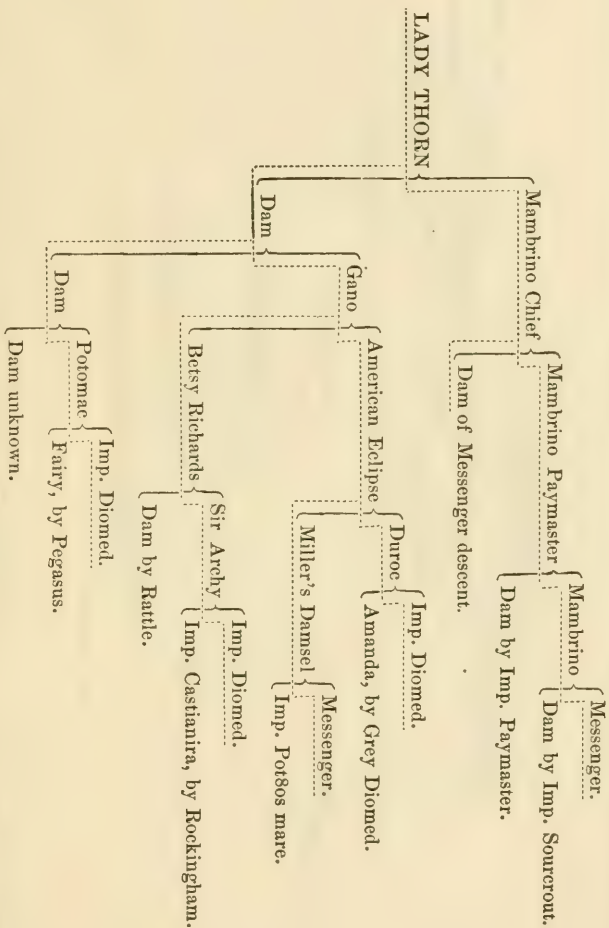 LADY THORN
Mambrino Chief
Mambrino Paymaster
Mambrino
Messenger.
Dam by Imp. Sourcrout.
Dam by Imp. Paymaster.
Dam of Messenger descent.
Dam
Gano
American Eclipse
Duroc
Imp. Diomed.
Amanda, by Grey Diomed.
Miller's Damsel
Messenger.
Imp. Pot8os mare.
Betsy Richards
Sir Archy
Imp. Diomed.
Imp. Castianira, by Rockingham.
Dam by Rattle.
Dam
Potomac
Imp. Diomed.
Fairy, by Pegasus.
Dam unknown.